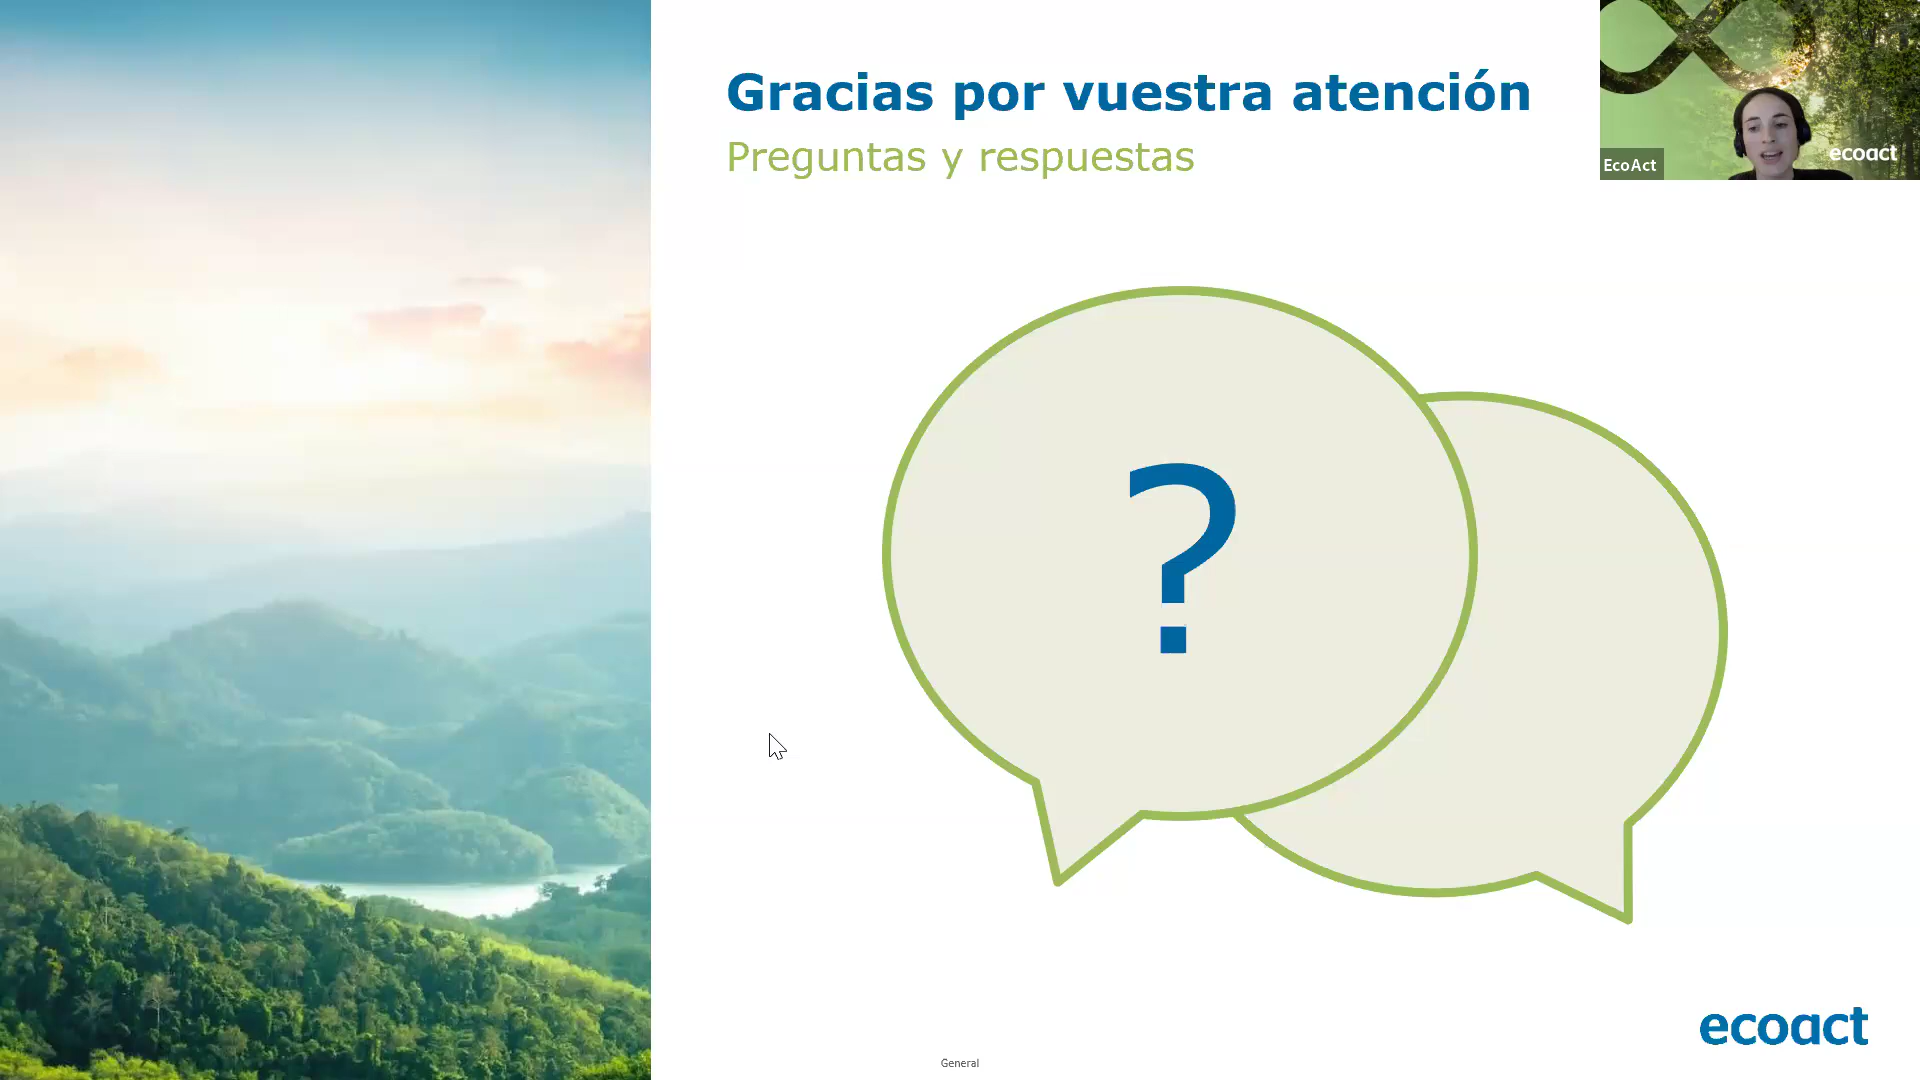 Gracias por vuestra atención
Preguntas y respuestas
EcoAct
ecoact
?
ecoact
General